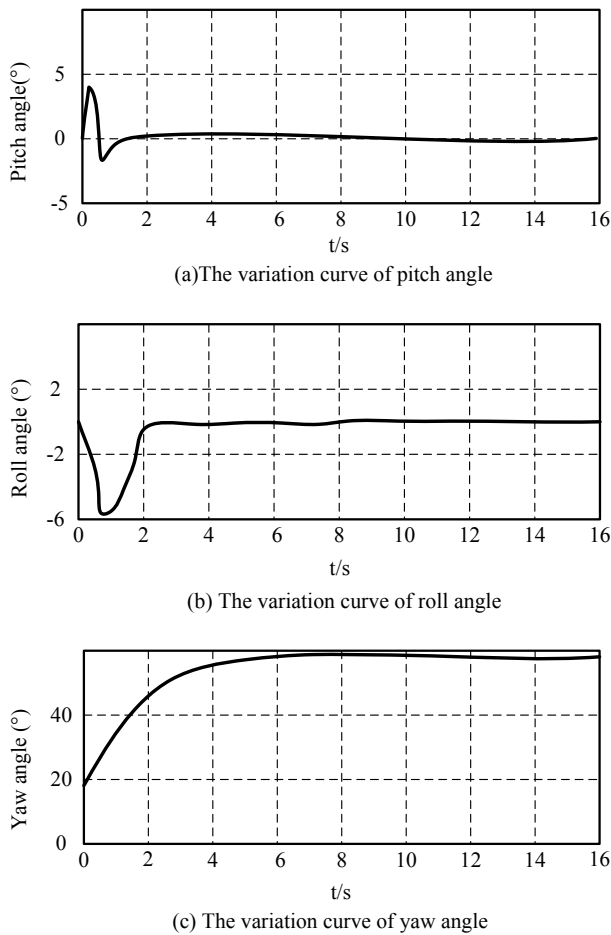 Pitch angle(°)
5
0
-5
0 2 4 6 8 10 12 14 16
t/s
(a)The variation curve of pitch angle
Roll angle (°)
2
-2
-6
0 2 4 6 8 10 12 14 16
t/s
(b) The variation curve of roll angle
Yaw angle (°)
40
20
0
0 2 4 6 8 10 12 14 16
t/s
(c) The variation curve of yaw angle